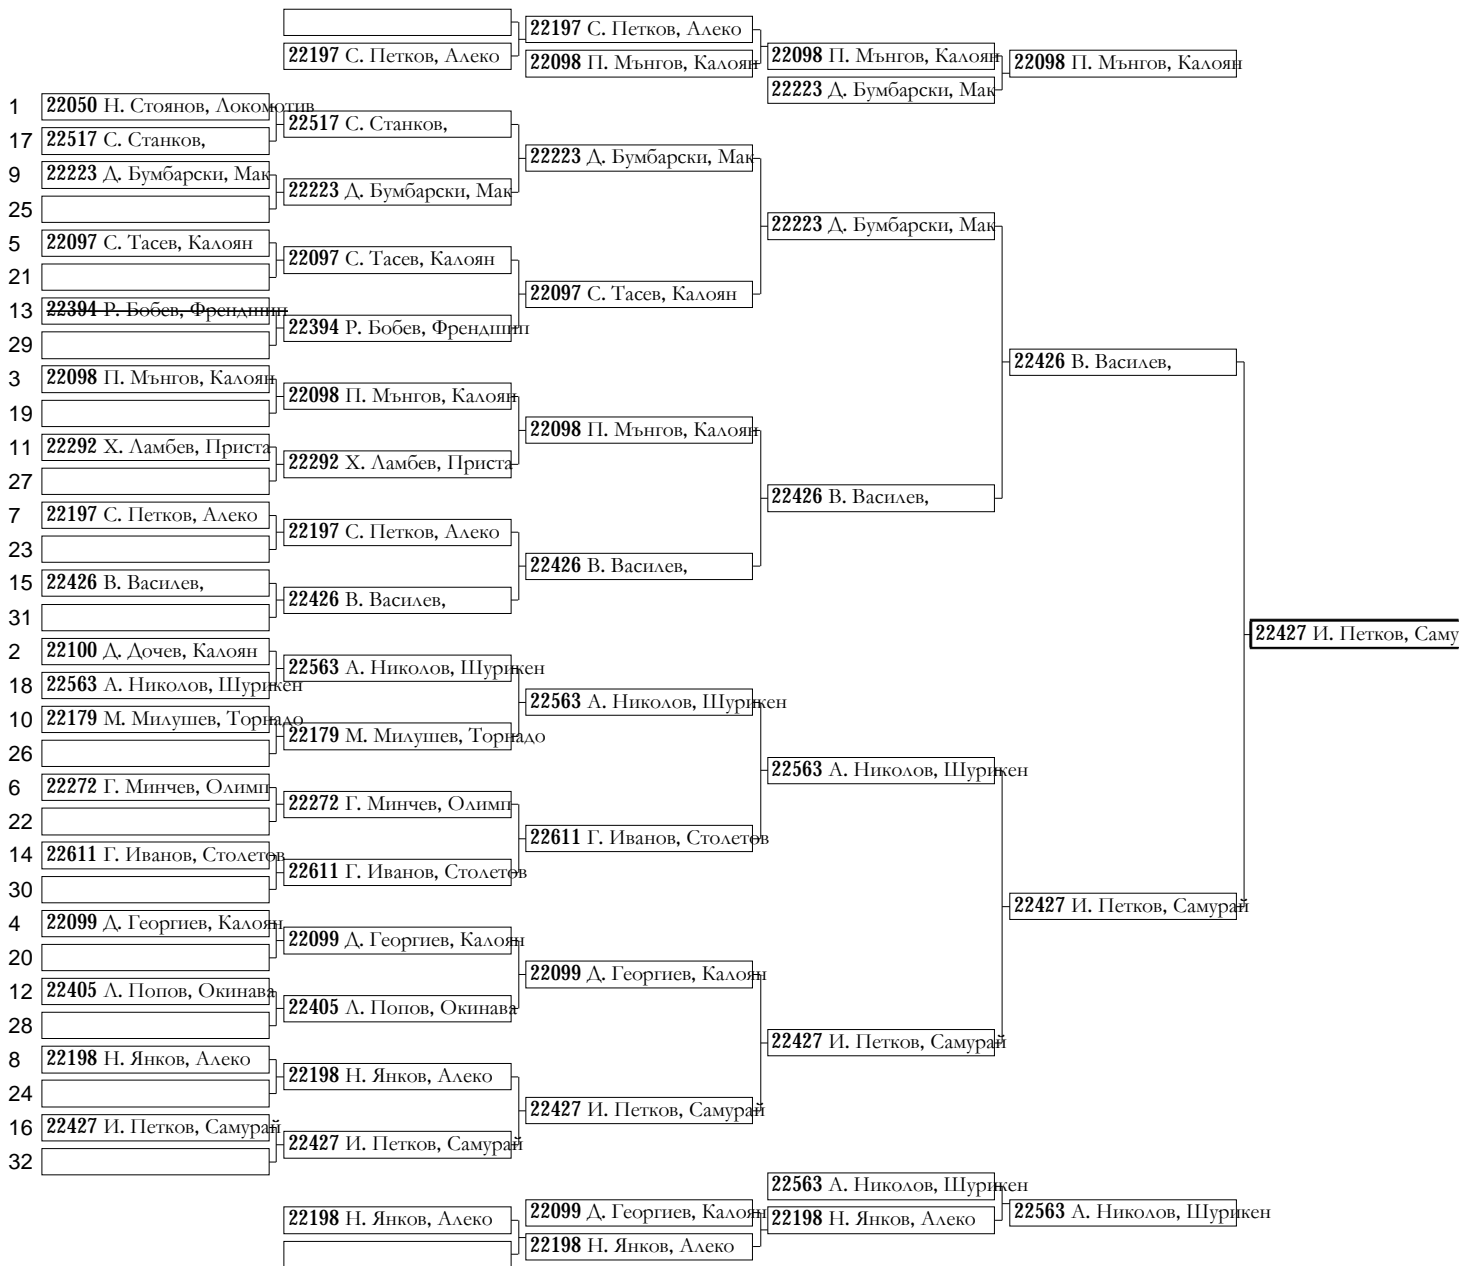 22197 С. Петков, Алеко
22197 С. Петков, Алеко
22098 П. Мънгов, Калоян
22098 П. Мънгов, Калоян
22098 П. Мънгов, Калоян
22223 Д. Бумбарски, Мак
1 22050 Н. Стоянов, Локомотив
22517 С. Станков,
17 22517 С. Станков,
22223 Д. Бумбарски, Мак
9 22223 Д. Бумбарски, Мак
22223 Д. Бумбарски, Мак
25
22223 Д. Бумбарски, Мак
5 22097 С. Тасев, Калоян
22097 С. Тасев, Калоян
21
22097 С. Тасев, Калоян
13 22394 Р. Бобев, Френдшип
22394 Р. Бобев, Френдшип
29
22426 В. Василев,
3 22098 П. Мънгов, Калоян
22098 П. Мънгов, Калоян
19
22098 П. Мънгов, Калоян
11 22292 Х. Ламбев, Приста
22292 Х. Ламбев, Приста
27
22426 В. Василев,
7 22197 С. Петков, Алеко
22197 С. Петков, Алеко
23
22426 В. Василев,
15 22426 В. Василев,
22426 В. Василев,
31
22427 И. Петков, Саму
2 22100 Д. Дочев, Калоян
22563 А. Николов, Шурикен
18 22563 А. Николов, Шурикен
22563 А. Николов, Шурикен
10 22179 М. Милушев, Торнадо
22179 М. Милушев, Торнадо
26
22563 А. Николов, Шурикен
6 22272 Г. Минчев, Олимп
22272 Г. Минчев, Олимп
22
22611 Г. Иванов, Столетов
14 22611 Г. Иванов, Столетов
22611 Г. Иванов, Столетов
30
22427 И. Петков, Самурай
4 22099 Д. Георгиев, Калоян
22099 Д. Георгиев, Калоян
20
22099 Д. Георгиев, Калоян
12 22405 Л. Попов, Окинава
22405 Л. Попов, Окинава
28
22427 И. Петков, Самурай
8 22198 Н. Янков, Алеко
22198 Н. Янков, Алеко
24
22427 И. Петков, Самурай
16 22427 И. Петков, Самурай
22427 И. Петков, Самурай
32
22563 А. Николов, Шурикен
22099 Д. Георгиев, Калоян
22563 А. Николов, Шурикен
22198 Н. Янков, Алеко
22198 Н. Янков, Алеко
22198 Н. Янков, Алеко